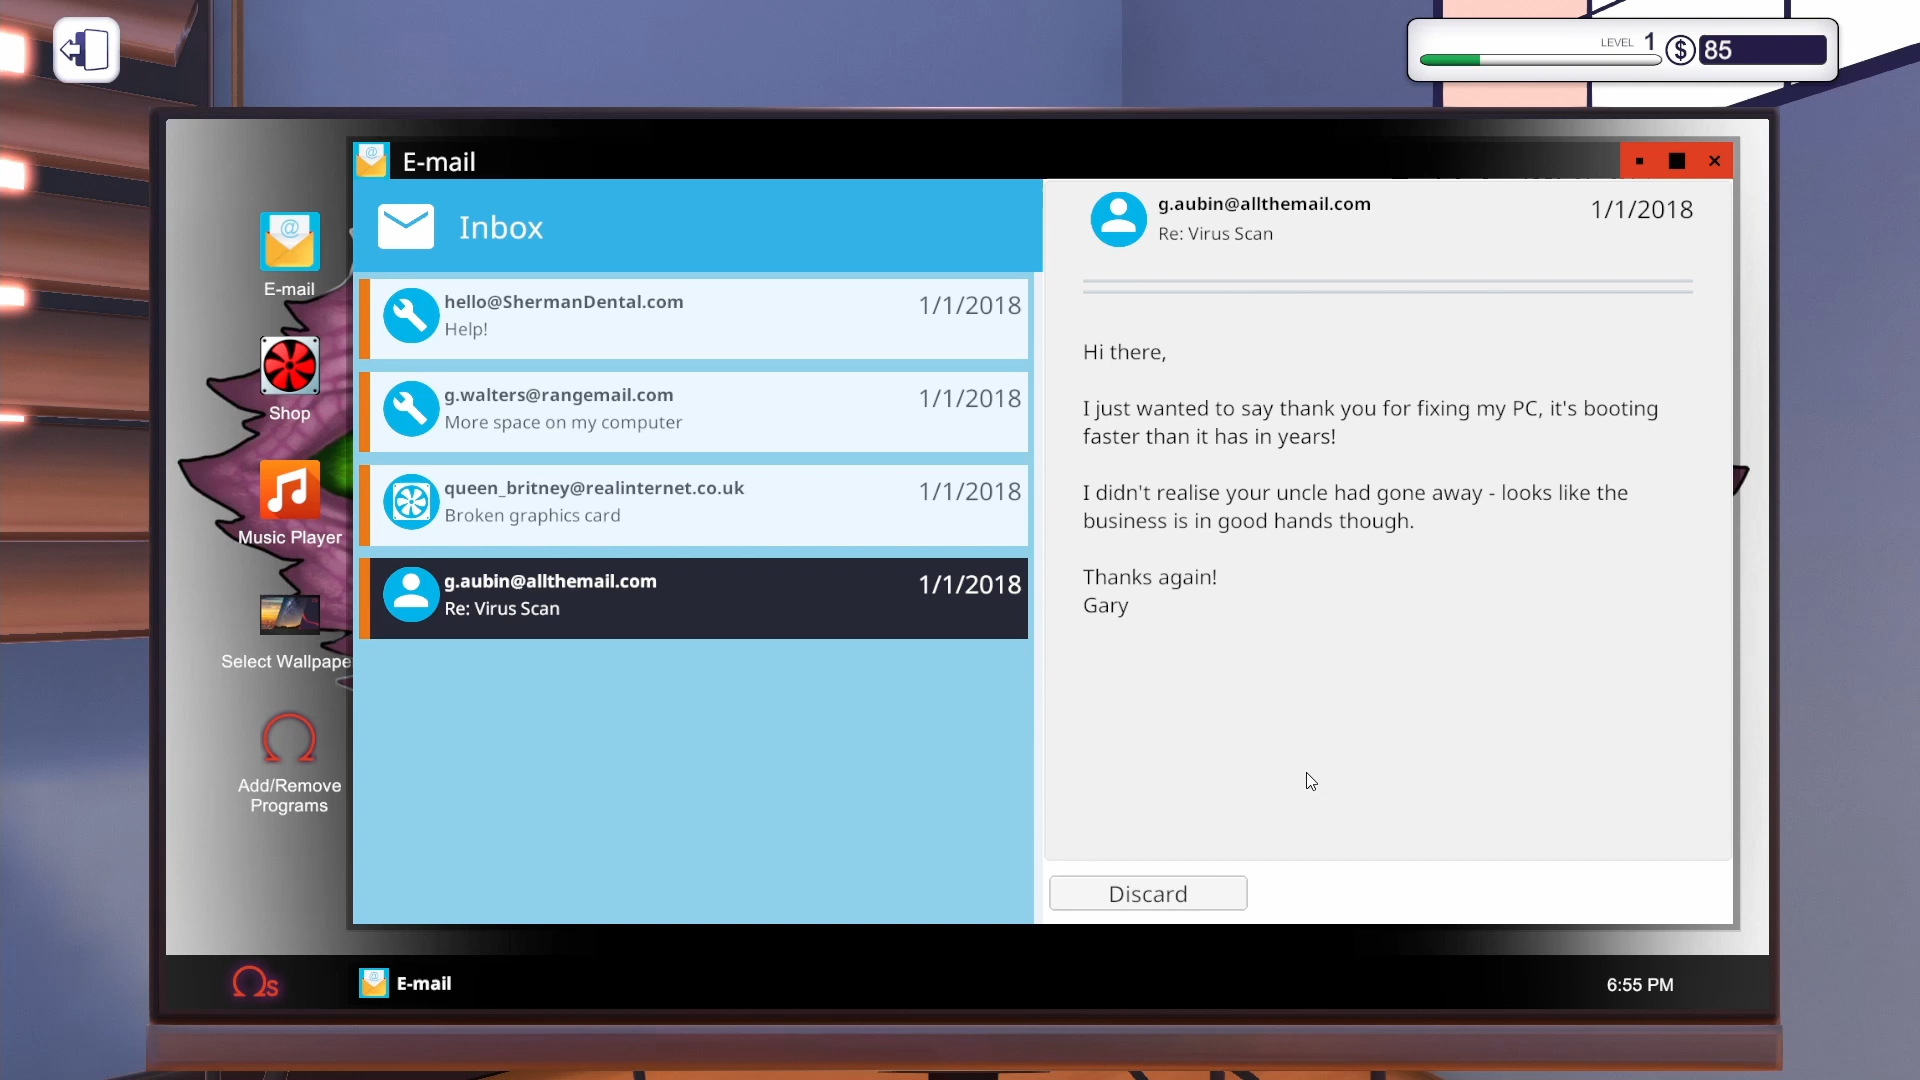 LEVEL 1
$ 85
E-mail
Inbox
hello@ShermanDental.com
1/1/2018
Help!
g.walters@rangemail.com
1/1/2018
More space on my computer
queen_britney@realinternet.co.uk
1/1/2018
Broken graphics card
g.aubin@allthemail.com
1/1/2018
Re: Virus Scan
g.aubin@allthemail.com
1/1/2018
Re: Virus Scan
Hi there,
I just wanted to say thank you for fixing my PC, it's booting
faster than it has in years!
I didn't realise your uncle had gone away - looks like the
business is in good hands though.
Thanks again!
Gary
Discard
E-mail
Shop
Music Player
Select Wallpape
Add/Remove
Programs
Ωs
E-mail
6:55 PM